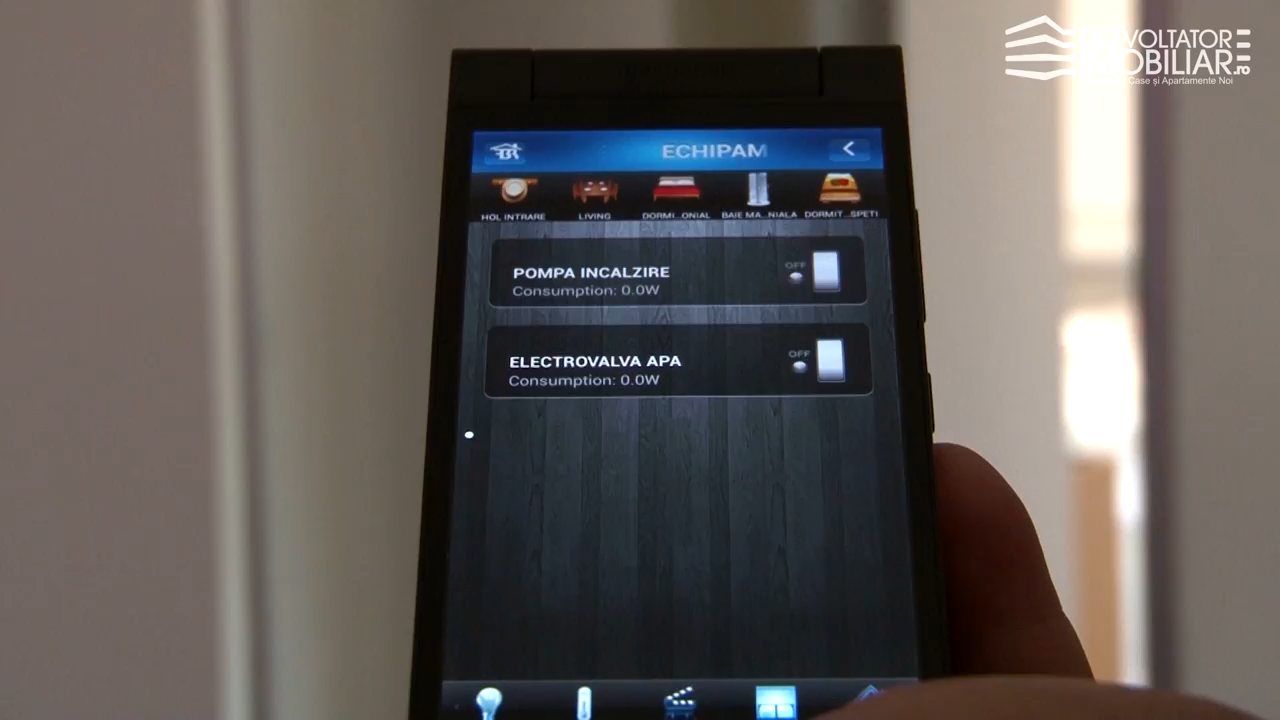 VOLTATOR
OBILIARE.ro
Case și Apartamente Noi
ECHIPAM
HOL INTRARE
LIVING
DORMI...ONIAL
BAIE MA...NIALA
DORMIT...SPETI
POMPA INCALZIRE
Consumption: 0.0W
OFF
ELECTROVALVA APA
Consumption: 0.0W
OFF